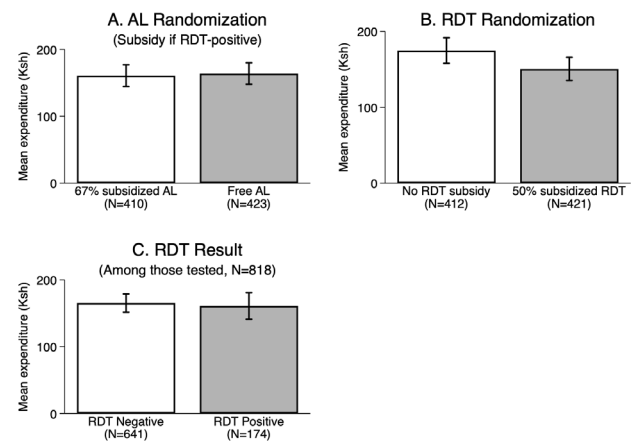 A. AL Randomization
(Subsidy if RDT-positive)
Mean expenditure (Ksh)
200
100
0
67% subsidized AL
(N=410)
Free AL
(N=423)
B. RDT Randomization
Mean expenditure (Ksh)
200
100
0
No RDT subsidy
(N=412)
50% subsidized RDT
(N=421)
C. RDT Result
(Among those tested, N=818)
Mean expenditure (Ksh)
200
100
0
RDT Negative
(N=641)
RDT Positive
(N=174)